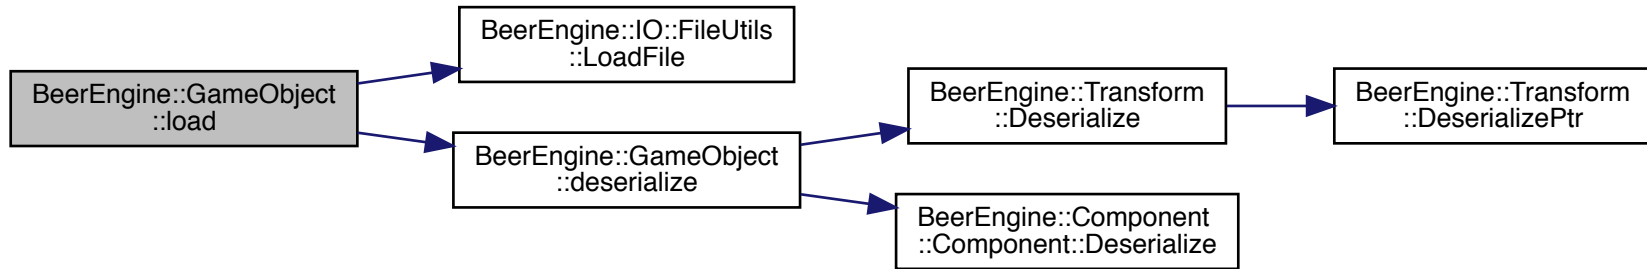 BeerEngine::GameObject
::load
BeerEngine::IO::FileUtils
::LoadFile
BeerEngine::GameObject
::deserialize
BeerEngine::Transform
::Deserialize
BeerEngine::Component
::Component::Deserialize
BeerEngine::Transform
::DeserializePtr